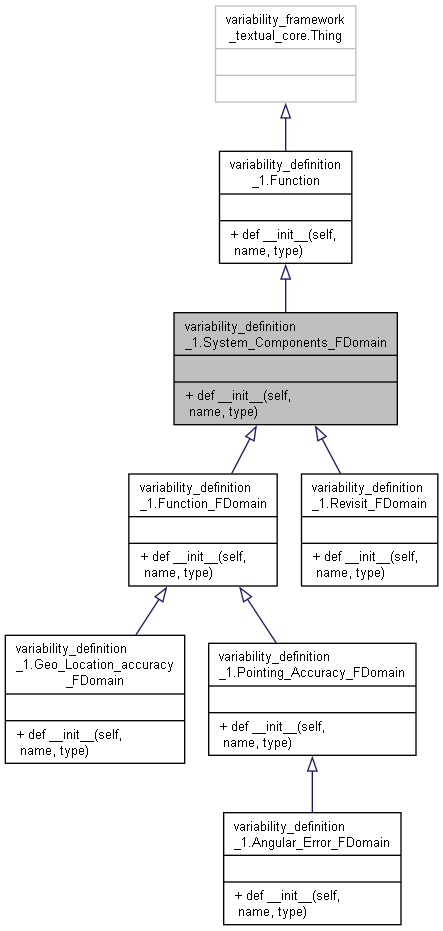 variability_framework
_textual_core.Thing
variability_definition
_1.Function
+ def __init__(self,
name, type)
variability_definition
_1.System_Components_FDomain
+ def __init__(self,
name, type)
variability_definition
_1.Function_FDomain
+ def __init__(self,
name, type)
variability_definition
_1.Revisit_FDomain
+ def __init__(self,
name, type)
variability_definition
_1.Geo_Location_accuracy
_FDomain
+ def __init__(self,
name, type)
variability_definition
_1.Pointing_Accuracy_FDomain
+ def __init__(self,
name, type)
variability_definition
_1.Angular_Error_FDomain
+ def __init__(self,
name, type)